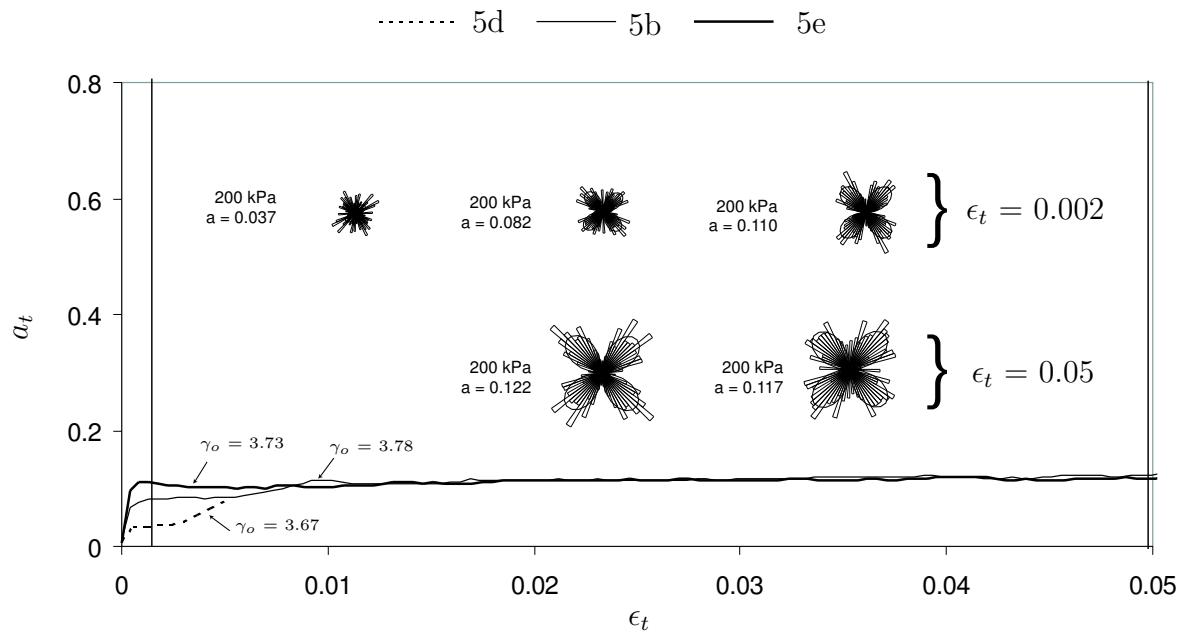 5d 5b 5e
0.8
0.6
0.4
0.2
0
a_t
200 kPa
a = 0.037
200 kPa
a = 0.082
200 kPa
a = 0.110
} ϵ_t = 0.002
200 kPa
a = 0.122
200 kPa
a = 0.117
} ϵ_t = 0.05
γ_o = 3.73
γ_o = 3.78
γ_o = 3.67
0 0.01 0.02 0.03 0.04 0.05
ϵ_t